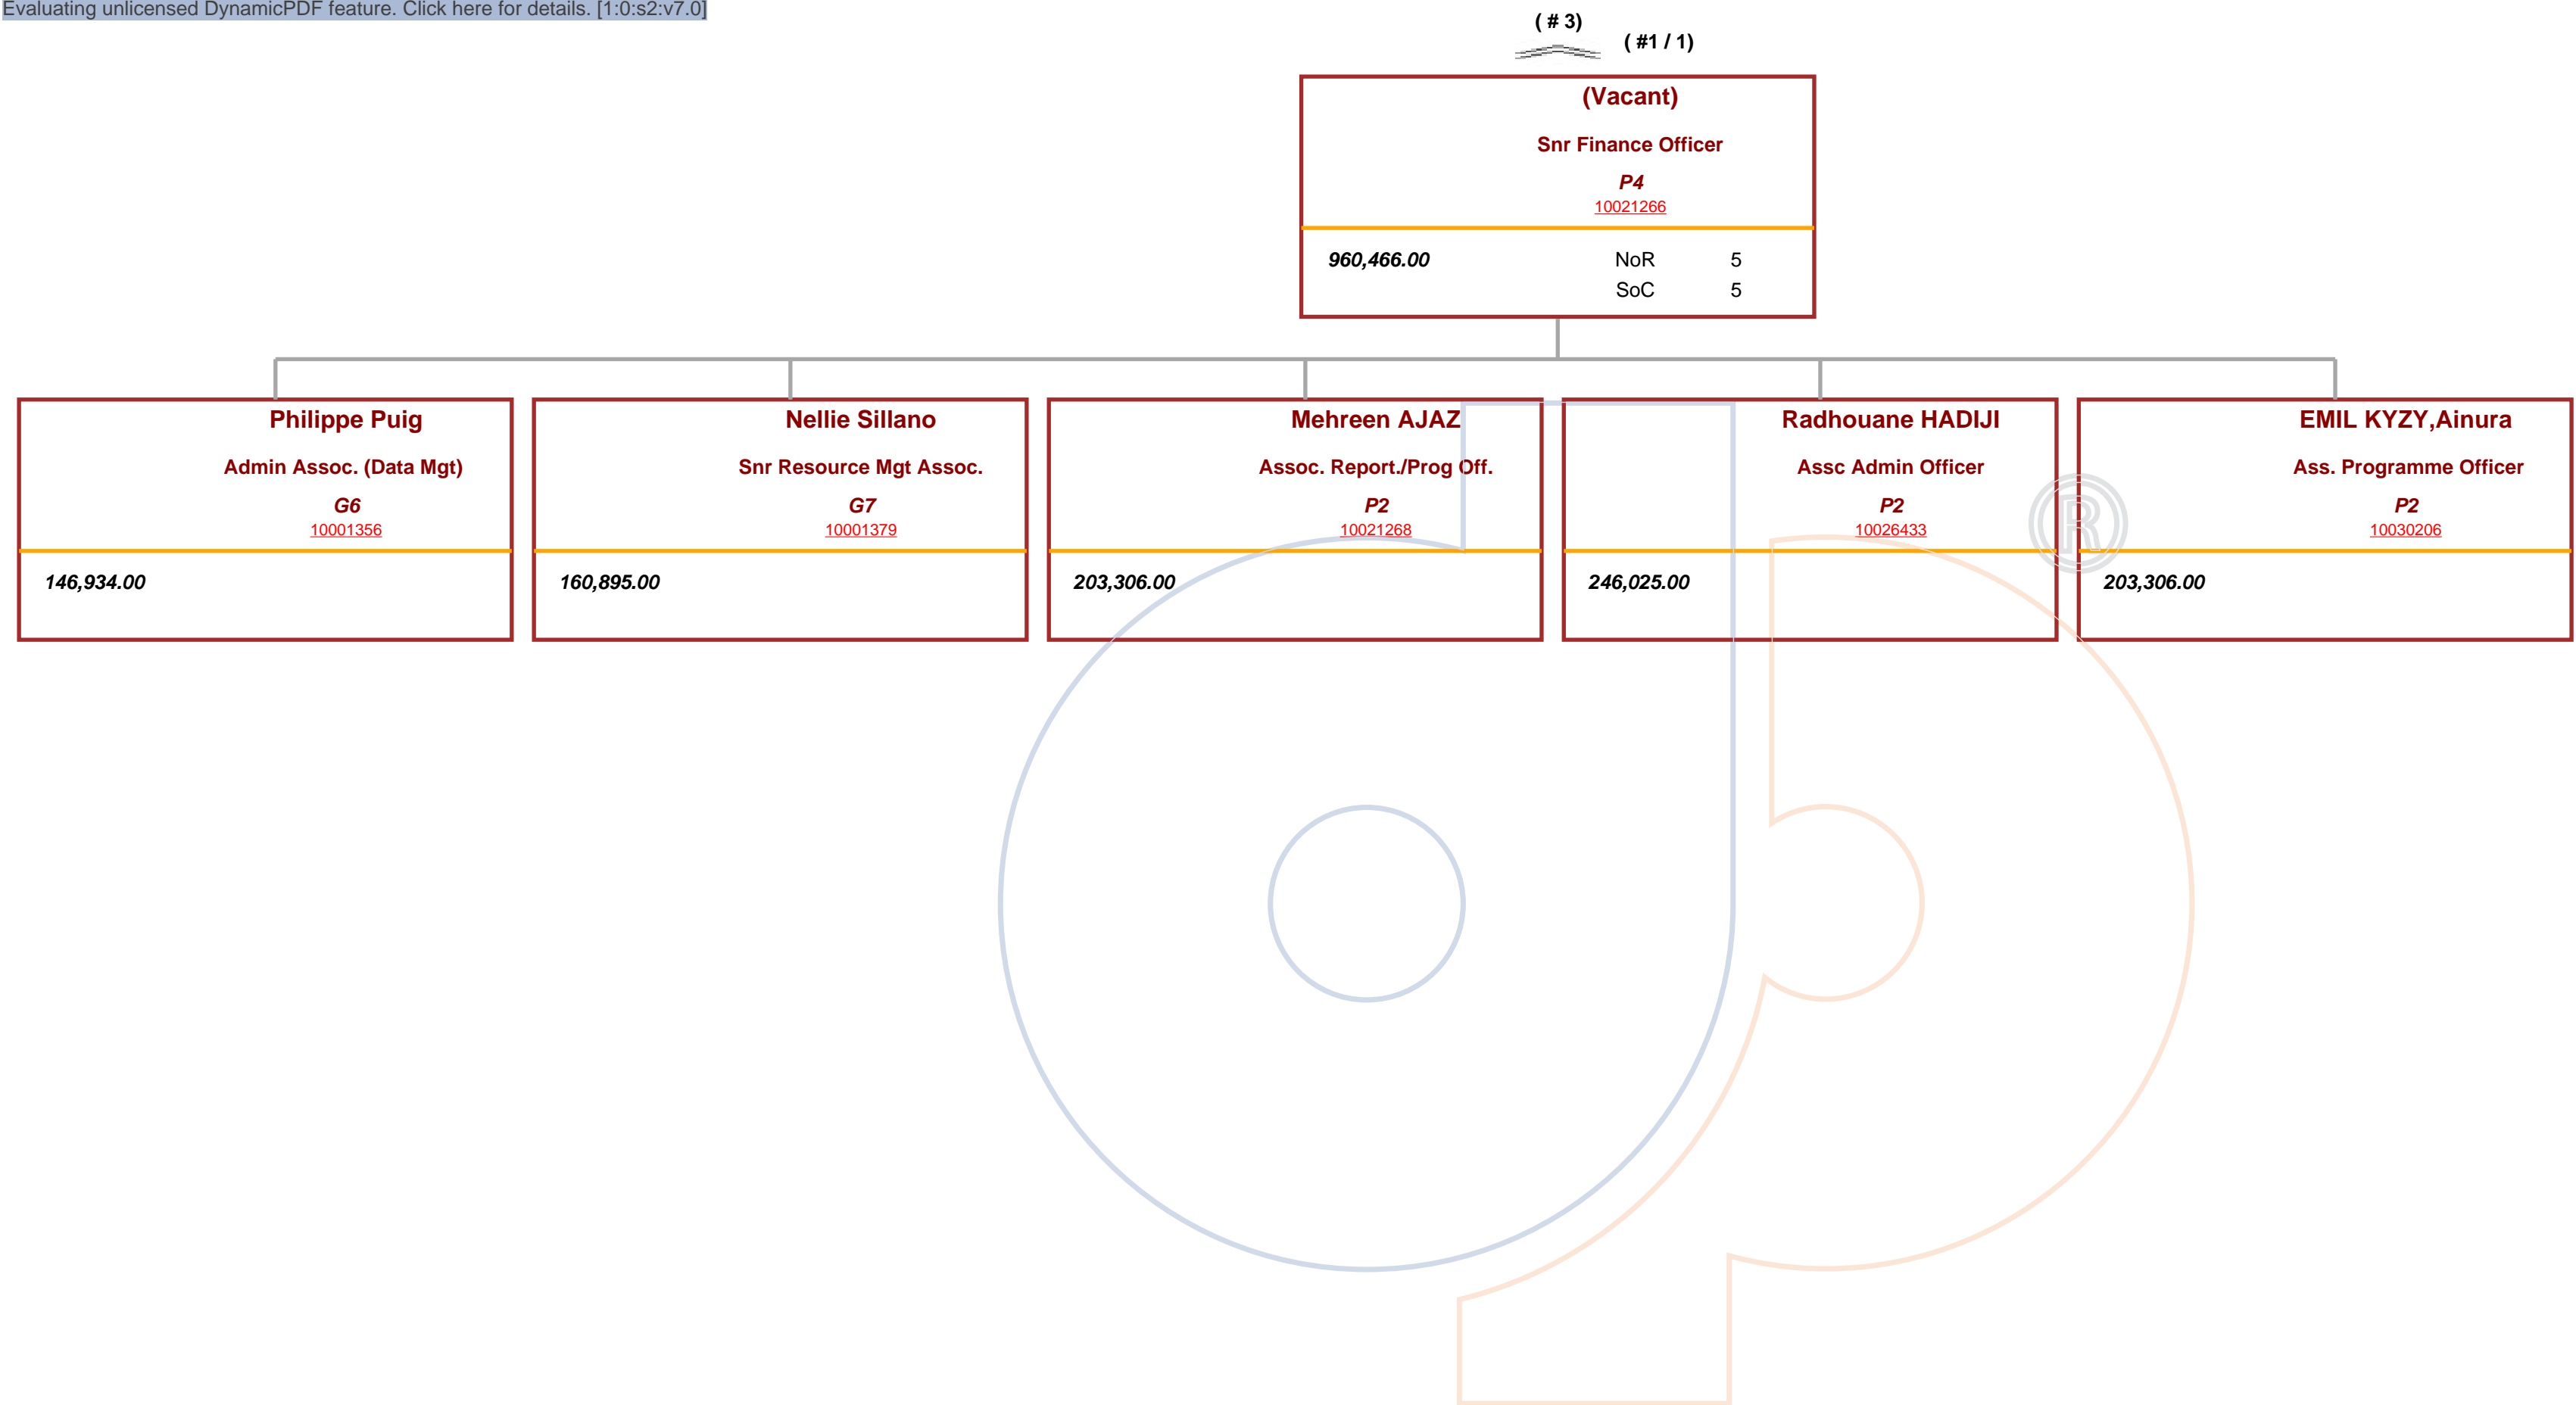 Evaluating unlicensed DynamicPDF feature. Click here for details. [1:0:s2:v7.0]
( # 3)
( #1 / 1)
(Vacant)
Snr Finance Officer
P4
10021266
960,466.00 NoR 5
SoC 5
Philippe Puig
Admin Assoc. (Data Mgt)
G6
10001356
146,934.00
Nellie Sillano
Snr Resource Mgt Assoc.
G7
10001379
160,895.00
Mehreen AJAZ
Assoc. Report./Prog Off.
P2
10021268
203,306.00
Radhouane HADIJI
Assc Admin Officer
P2
10026433
246,025.00
EMIL KYZY,Ainura
Ass. Programme Officer
P2
10030206
203,306.00
®